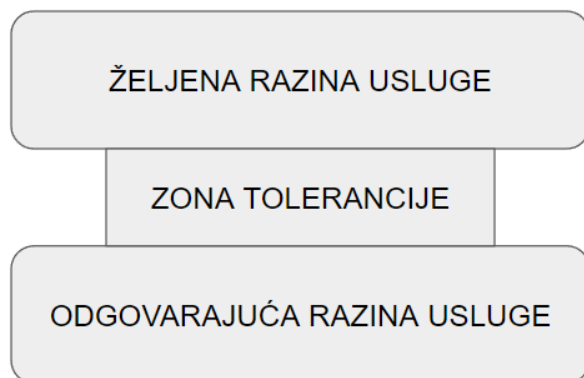 ŽELJENA RAZINA USLUGE
ZONA TOLERANCIJE
ODGOVARAJUĆA RAZINA USLUGE